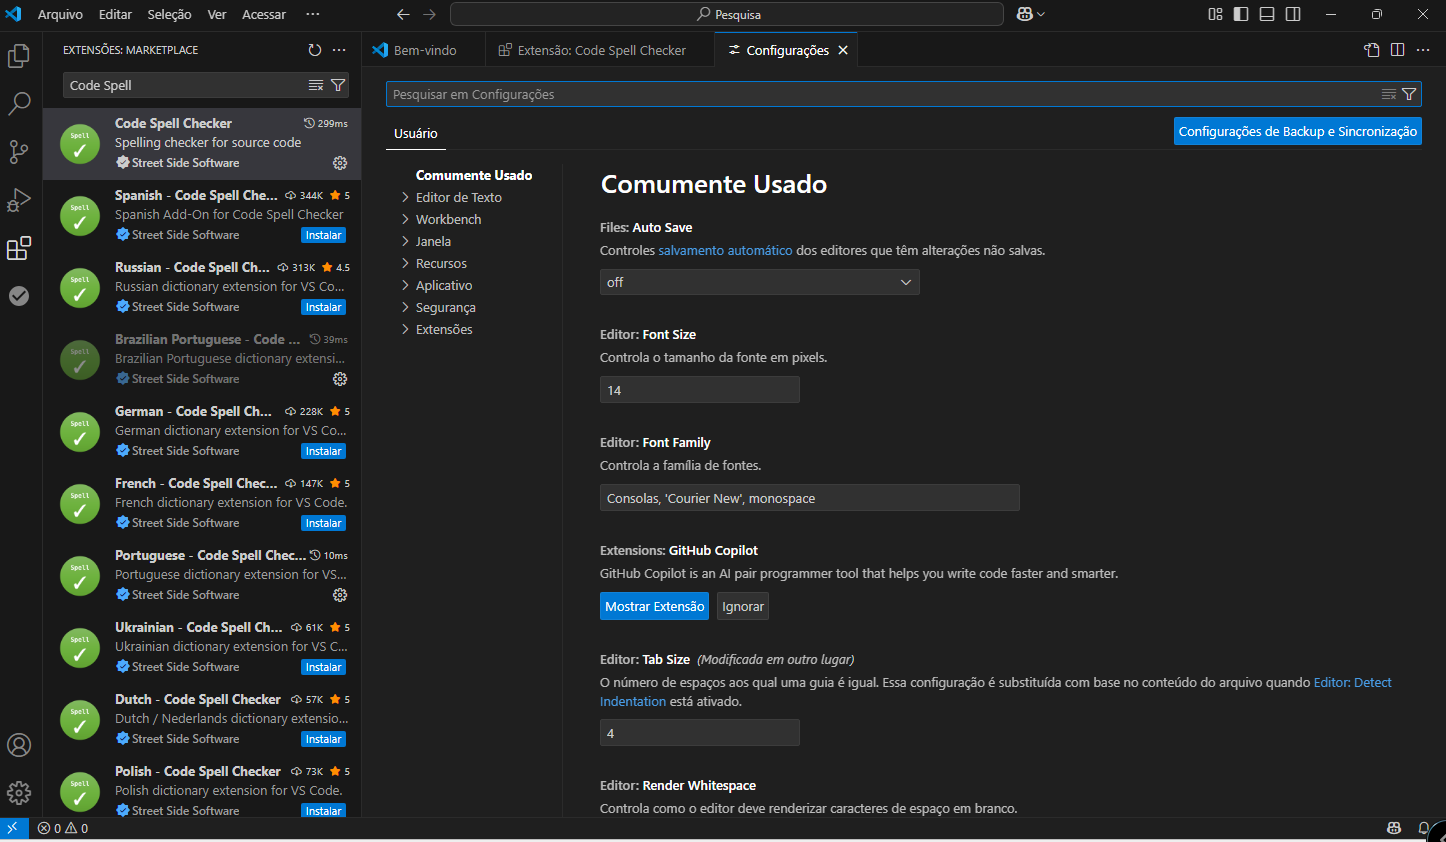 Arquivo Editar Seleção Ver Acessar ··· Pesquisa
EXTENSÕES: MARKETPLACE
Code Spell
Code Spell Checker 299ms
Spelling checker for source code
Street Side Software
Spanish - Code Spell Che... 344K 5
Spanish Add-On for Code Spell Checker
Street Side Software Instalar
Russian - Code Spell Ch... 313K 4.5
Russian dictionary extension for VS Co...
Street Side Software Instalar
Brazilian Portuguese - Code ... 39ms
Brazilian Portuguese dictionary extensi...
Street Side Software
German - Code Spell Ch... 228K 5
German dictionary extension for VS Co...
Street Side Software Instalar
French - Code Spell Chec... 147K 5
French dictionary extension for VS Code.
Street Side Software Instalar
Portuguese - Code Spell Chec... 10ms
Portuguese dictionary extension for VS...
Street Side Software
Ukrainian - Code Spell Ch... 61K 5
Ukrainian dictionary extension for VS C...
Street Side Software Instalar
Dutch - Code Spell Checker 57K 5
Dutch / Nederlands dictionary extensio...
Street Side Software Instalar
Polish - Code Spell Checker 73K 5
Polish dictionary extension for VS Code.
Street Side Software Instalar
Spell
Spell
Spell
Spell
Spell
Spell
Spell
Spell
Spell
Spell
Bem-vindo Extensão: Code Spell Checker Configurações
Pesquisar em Configurações
Usuário Configurações de Backup e Sincronização
Comumente Usado
Editor de Texto
Workbench
Janela
Recursos
Aplicativo
Segurança
Extensões
Comumente Usado
Files: Auto Save
Controles salvamento automático dos editores que têm alterações não salvas.
off
Editor: Font Size
Controla o tamanho da fonte em pixels.
14
Editor: Font Family
Controla a família de fontes.
Consolas, 'Courier New', monospace
Extensions: GitHub Copilot
GitHub Copilot is an AI pair programmer tool that helps you write code faster and smarter.
Mostrar Extensão Ignorar
Editor: Tab Size (Modificada em outro lugar)
O número de espaços aos qual uma guia é igual. Essa configuração é substituída com base no conteúdo do arquivo quando Editor: Detect
Indentation está ativado.
4
Editor: Render Whitespace
Controla como o editor deve renderizar caracteres de espaço em branco.
0 0